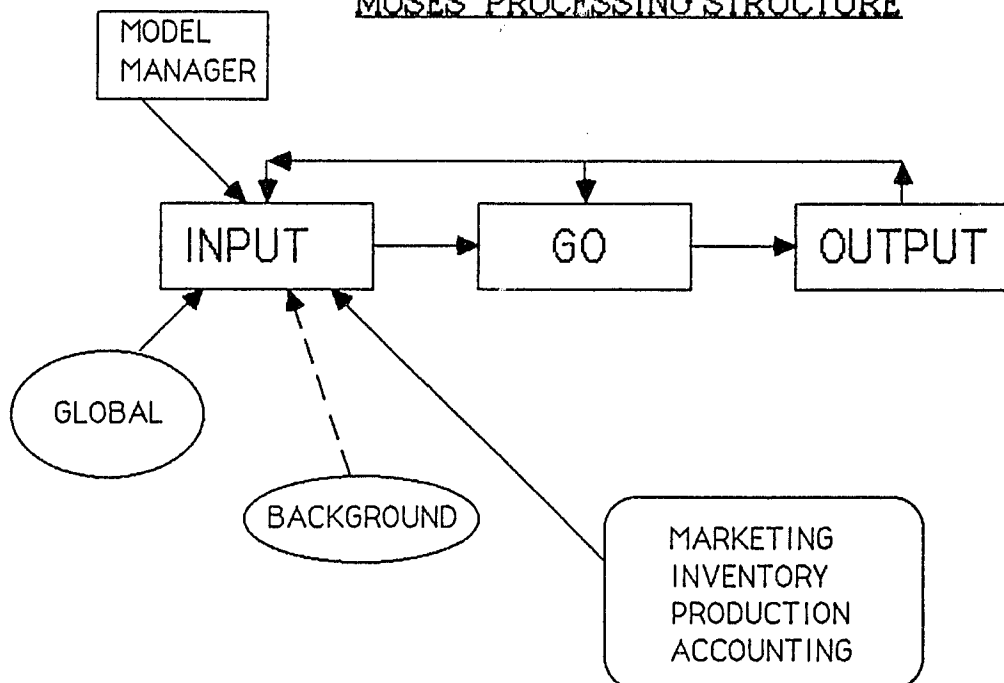 MOSES PROCESSING STRUCTURE
MODEL
MANAGER
INPUT
GO
OUTPUT
GLOBAL
BACKGROUND
MARKETING
INVENTORY
PRODUCTION
ACCOUNTING